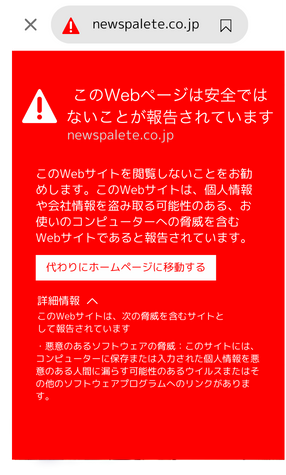 newspalete.co.jp
このWebページは安全では
ないことが報告されています
newspalete.co.jp
このWebサイトを閲覧しないことをお勧
めします。このWebサイトは、個人情報
や会社情報を盗み取る可能性のある、お
使いのコンピューターへの脅威を含む
Webサイトであると報告されています。
代わりにホームページに移動する
詳細情報
このWebサイトは、次の脅威を含むサイトと
して報告されています
・悪意のあるソフトウェアの脅威：このサイトには、
コンピューターに保存または入力された個人情報を悪
意のある人間に漏らす可能性のあるウイルスまたはそ
の他のソフトウェアプログラムへのリンクがありま
す。